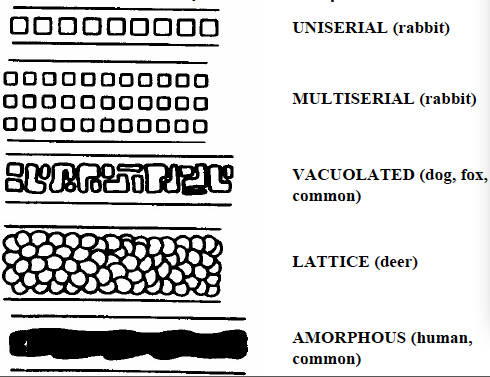 UNISERIAL (rabbit)
MULTISERIAL (rabbit)
VACUOLATED (dog, fox,
common)
LATTICE (deer)
AMORPHOUS (human,
common)